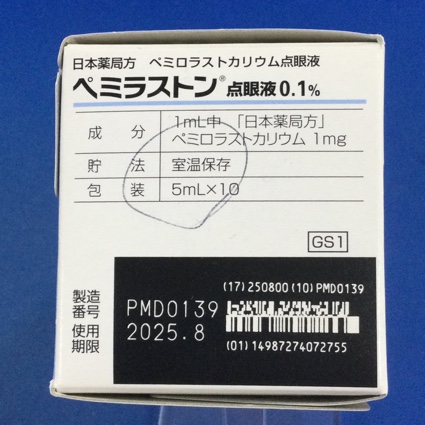 日本薬局方 ペミロラストカリウム点眼液
ペミラストン® 点眼液0.1%
成分 1mL中 「日本薬局方」
ペミロラストカリウム 1mg
貯法 室温保存
包装 5mL×10
GS1
(17)250800(10)PMD0139
製造番号 PMD0139
使用期限 2025.8
(01)14987274072755